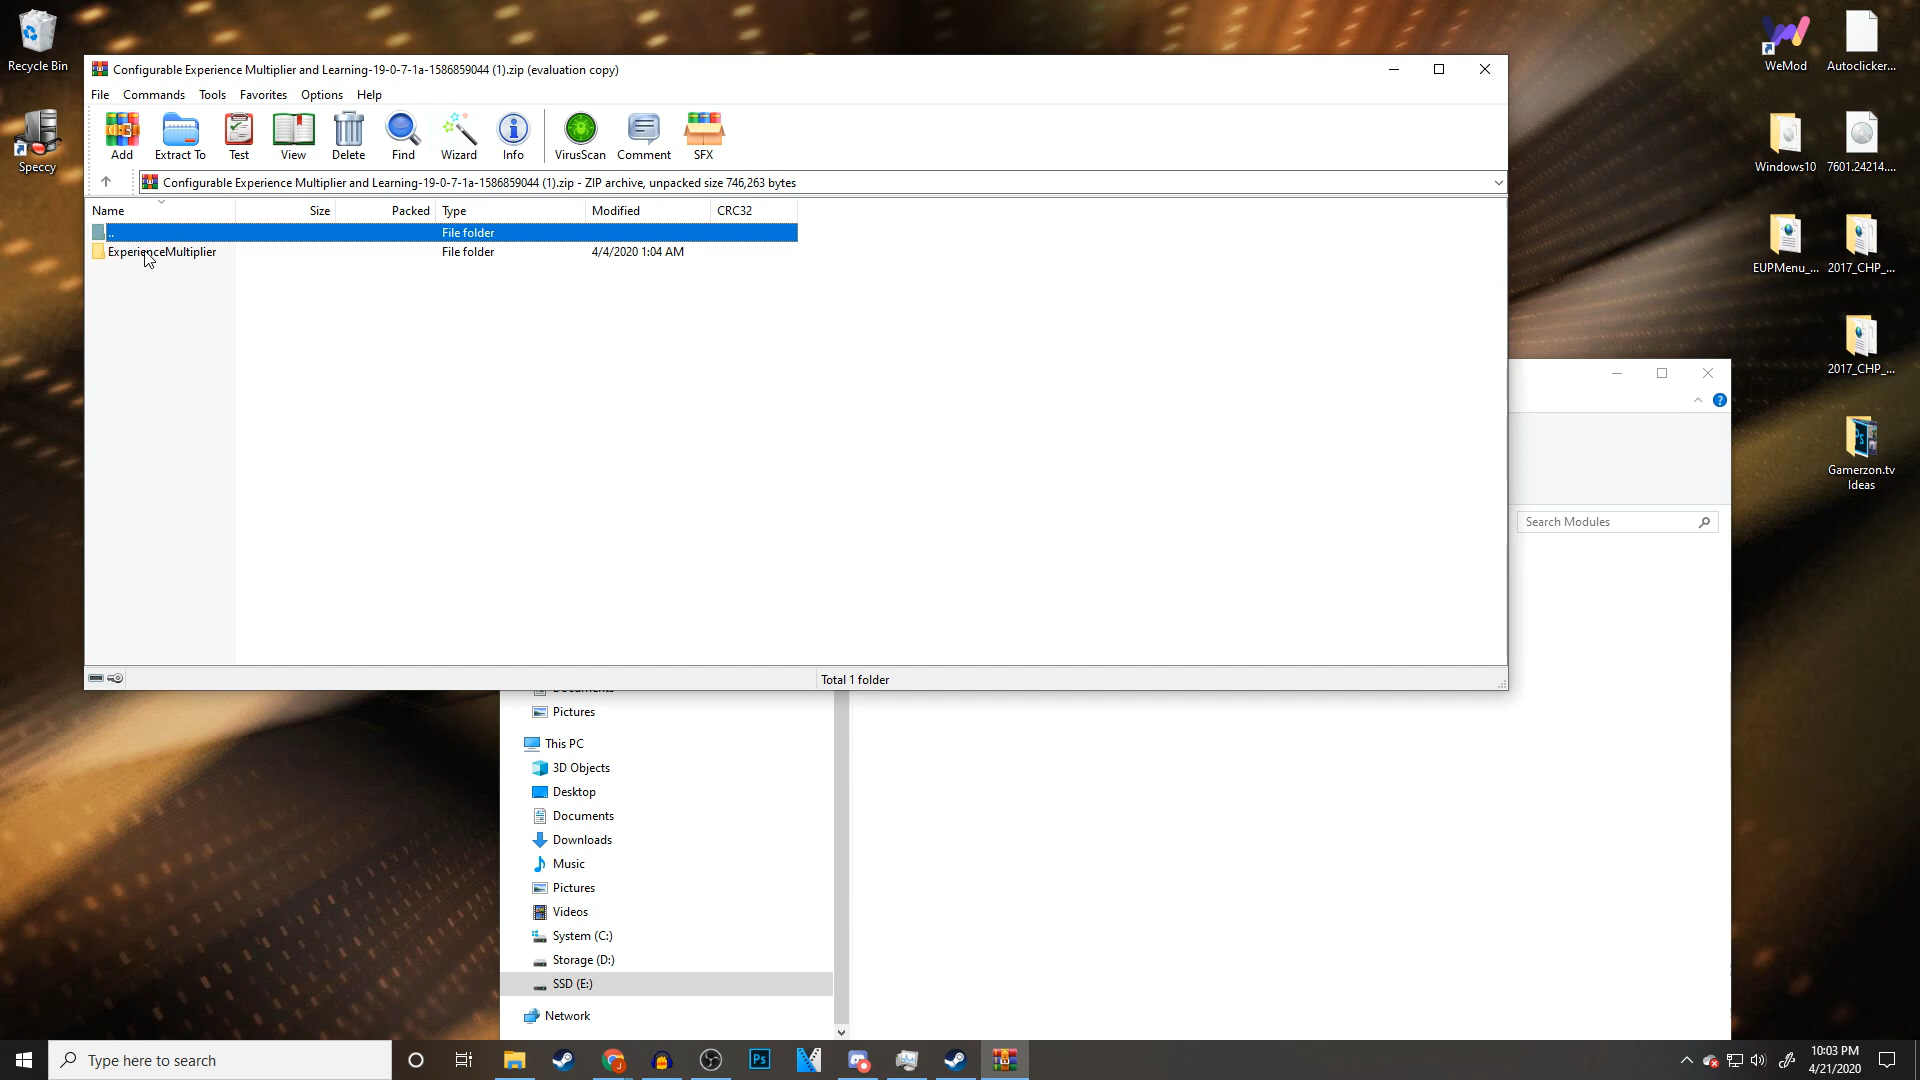 Recycle Bin
Speccy
Configurable Experience Multiplier and Learning-19-0-7-1a-1586859044 (1).zip (evaluation copy)
File Commands Tools Favorites Options Help
Add Extract To Test View Delete Find Wizard Info VirusScan Comment SFX
Configurable Experience Multiplier and Learning-19-0-7-1a-1586859044 (1).zip - ZIP archive, unpacked size 746,263 bytes
Name Size Packed Type Modified CRC32
.. File folder
ExperienceMultiplier File folder 4/4/2020 1:04 AM
Total 1 folder
WeMod
Autoclicker...
Windows10
7601.24214....
EUPMenu_...
2017_CHP_...
2017_CHP_...
Gamerzon.tv
Ideas
Search Modules
Documents
Pictures
This PC
3D Objects
Desktop
Documents
Downloads
Music
Pictures
Videos
System (C:)
Storage (D:)
SSD (E:)
Network
Type here to search
Ps
10:03 PM
4/21/2020